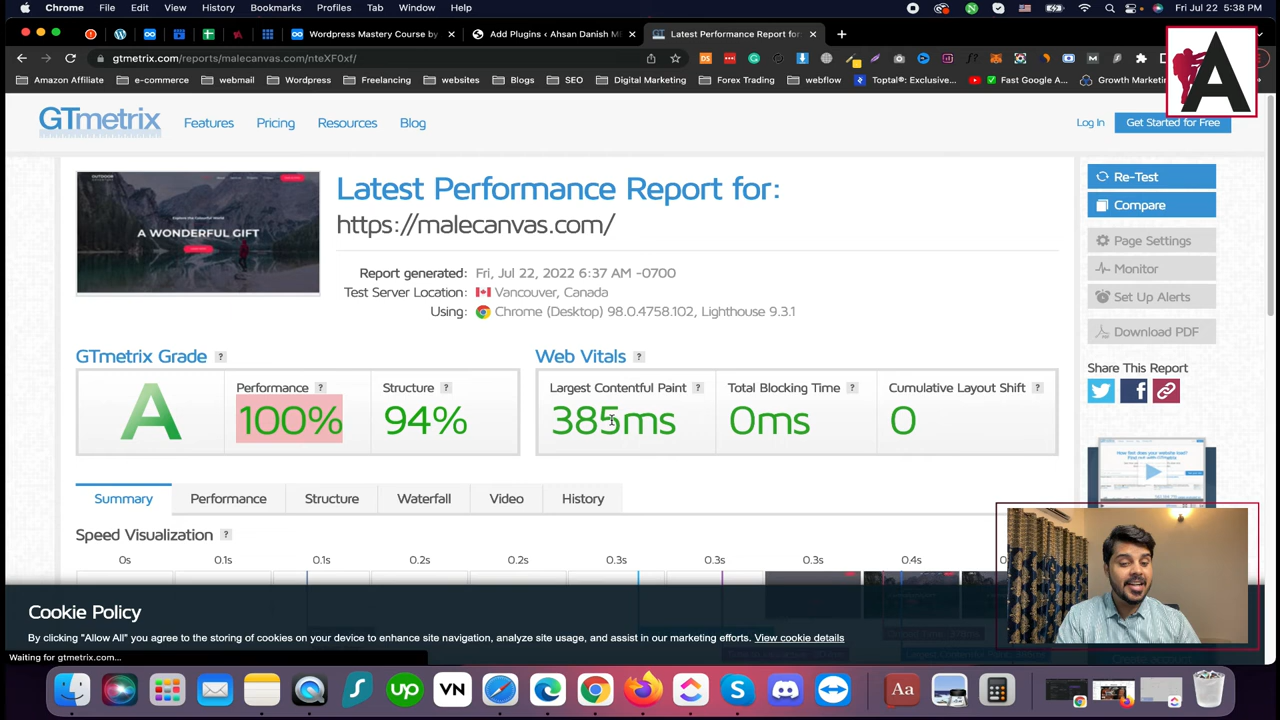 Chrome File Edit View History Bookmarks Profiles Tab Window Help Fri Jul 22 5:38 PM
Wordpress Mastery Course by
Add Plugins ‹ Ahsan Danish M
Latest Performance Report for:
gtmetrix.com/reports/malecanvas.com/nteXF0xf/
Amazon Affiliate e-commerce webmail WordPress Freelancing websites Blogs SEO Digital Marketing Forex Trading webflow Toptal®: Exclusive... Fast Google A... Growth Market
A
GTmetrix Features Pricing Resources Blog Log In Get Started for Free
Latest Performance Report for:
https://malecanvas.com/
Report generated: Fri, Jul 22, 2022 6:37 AM -0700
Test Server Location: Vancouver, Canada
Using: Chrome (Desktop) 98.0.4758.102, Lighthouse 9.3.1
A WONDERFUL GIFT
Re-Test
Compare
Page Settings
Monitor
Set Up Alerts
Download PDF
Share This Report
GTmetrix Grade ?
Web Vitals ?
A
Performance ?
100%
Structure ?
94%
Largest Contentful Paint ?
385ms
Total Blocking Time ?
0ms
Cumulative Layout Shift ?
0
Summary Performance Structure Waterfall Video History
Speed Visualization ?
0s 0.1s 0.1s 0.2s 0.2s 0.3s 0.3s 0.4s
Cookie Policy
By clicking "Allow All" you agree to the storing of cookies on your device to enhance site navigation, analyze site usage, and assist in our marketing efforts. View cookie details
Waiting for gtmetrix.com...
up VN Aa